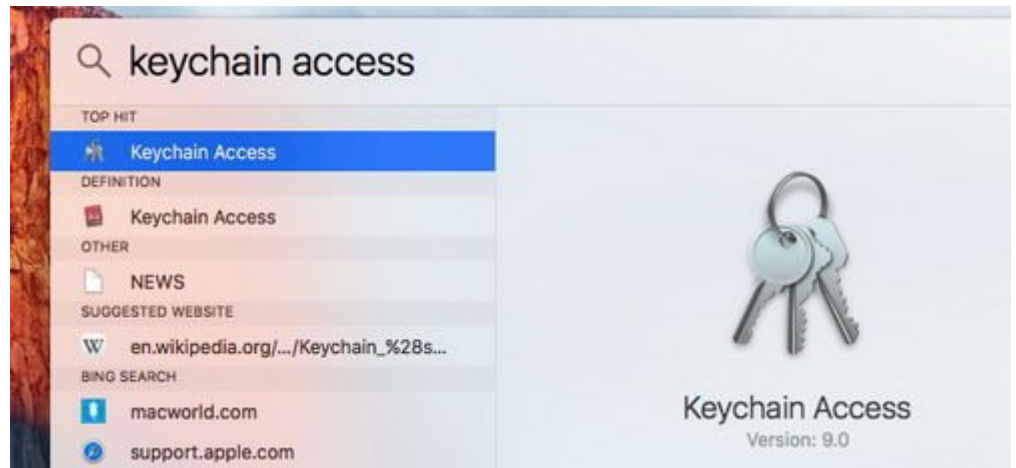 keychain access
TOP HIT
Keychain Access
DEFINITION
Keychain Access
OTHER
NEWS
SUGGESTED WEBSITE
W en.wikipedia.org/.../Keychain_%28s...
BING SEARCH
macworld.com
support.apple.com
Keychain Access
Version: 9.0